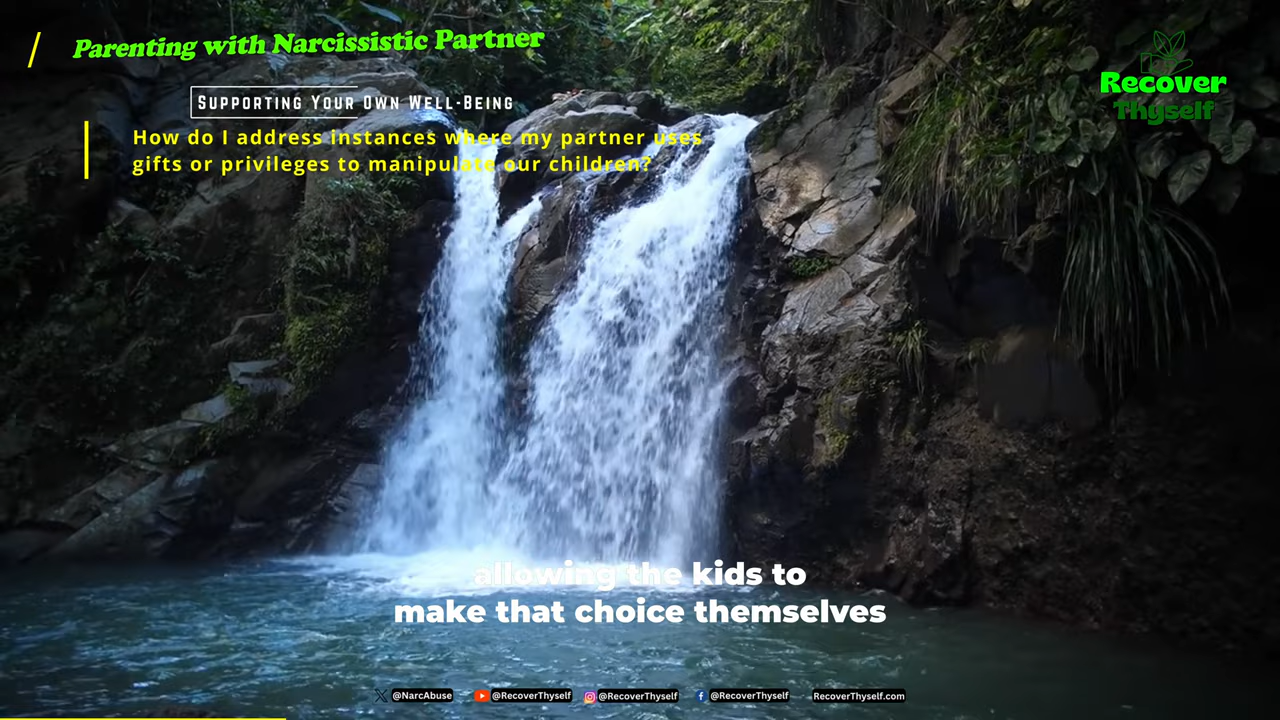 Parenting with Narcissistic Partner
Recover
Thyself
Supporting Your Own Well-Being
How do I address instances where my partner uses
gifts or privileges to manipulate our children?
allowing the kids to
make that choice themselves
@NarcAbuse @RecoverThyself @RecoverThyself @RecoverThyself RecoverThyself.com